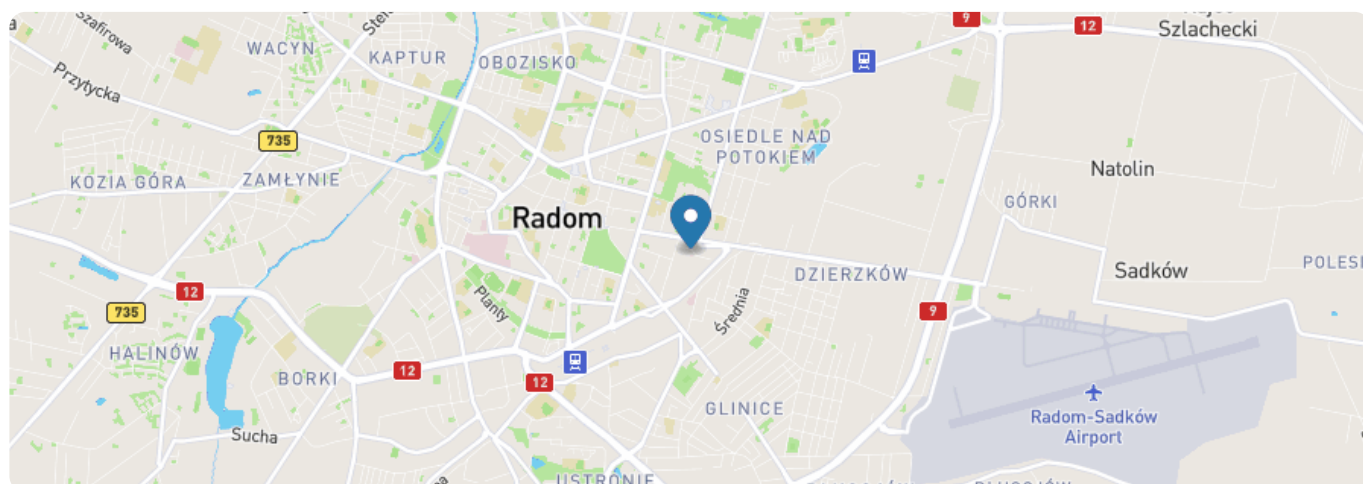 Szafirowa
Stelo
WACYN
KAPTUR
OBOZISKO
9
12
Szlachecki
Przytycka
735
OSIEDLE NAD
POTOKIEM
Natolin
KOZIA GÓRA
ZAMŁYNIE
GÓRKI
Radom
DZIERZKÓW
Sadków
12
Planty
Średnia
9
735
HALINÓW
BORKI
12
12
GLINICE
Radom-Sadków
Airport
Sucha
USTRONIE